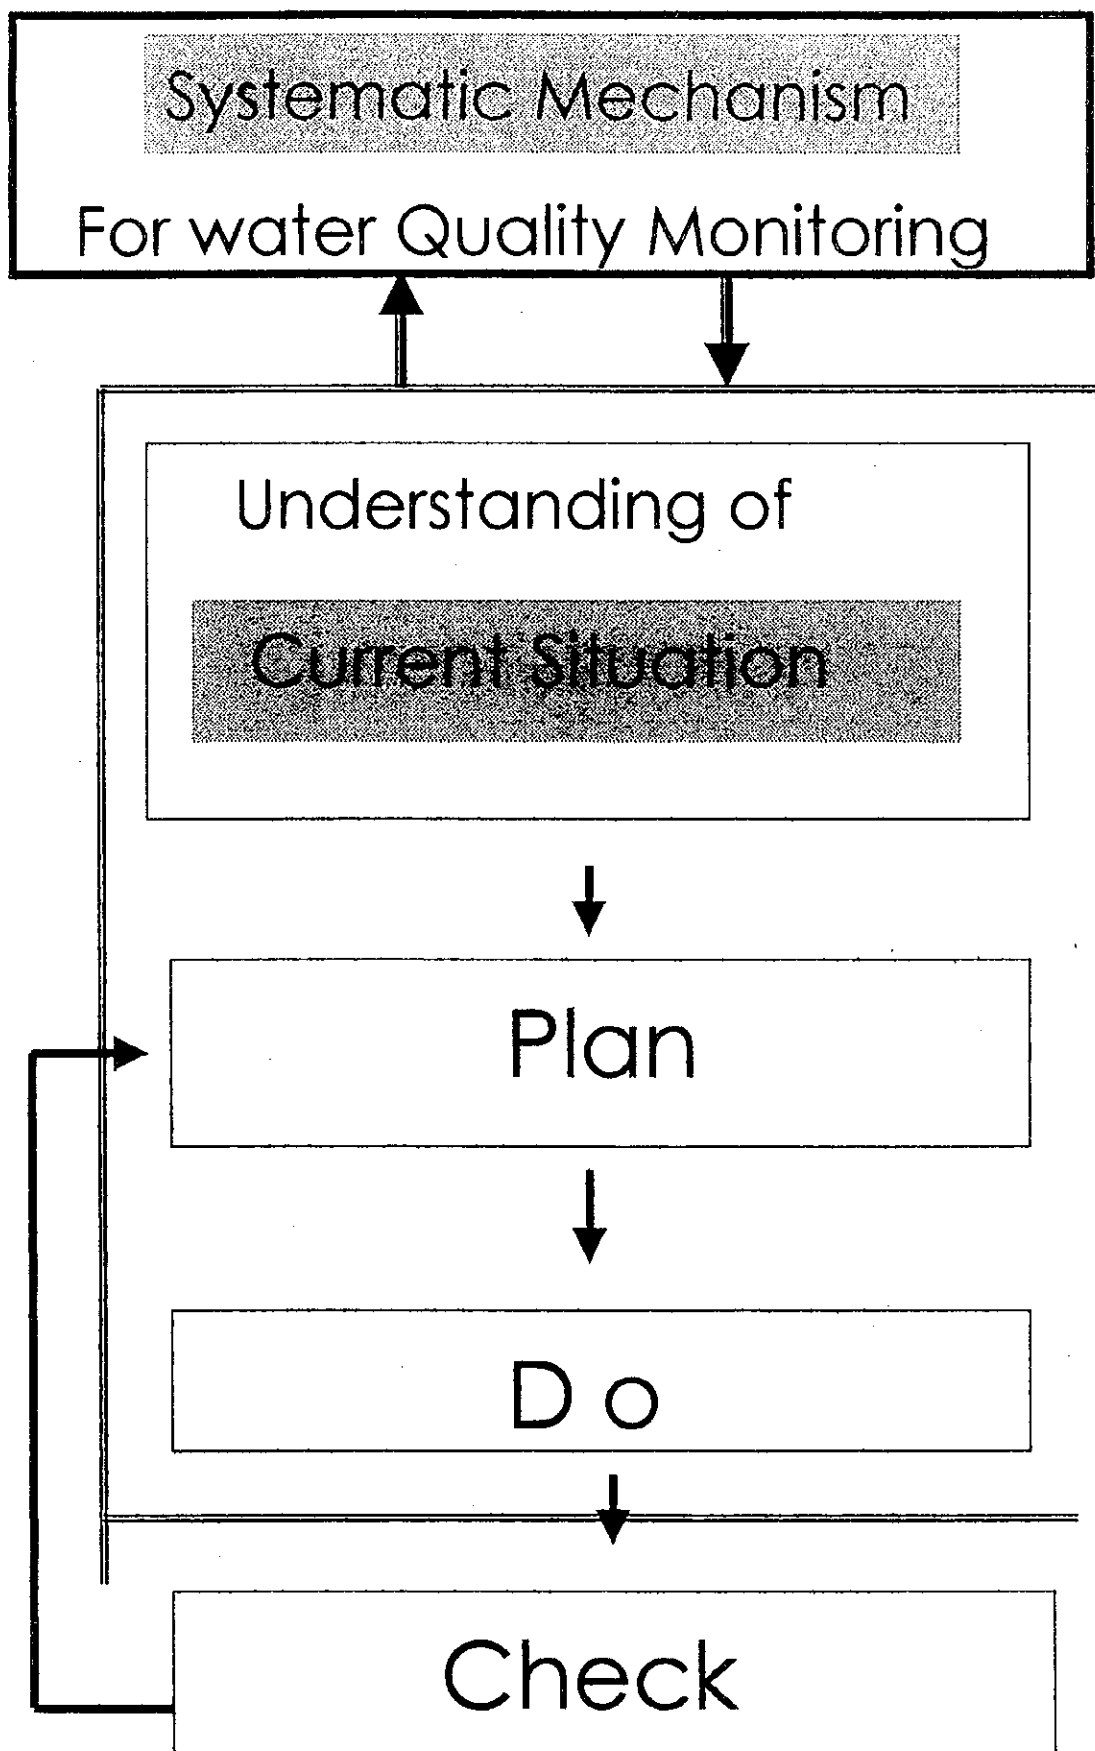 Systematic Mechanism
For water Quality Monitoring
Understanding of
Current Situation
Plan
D o
Check